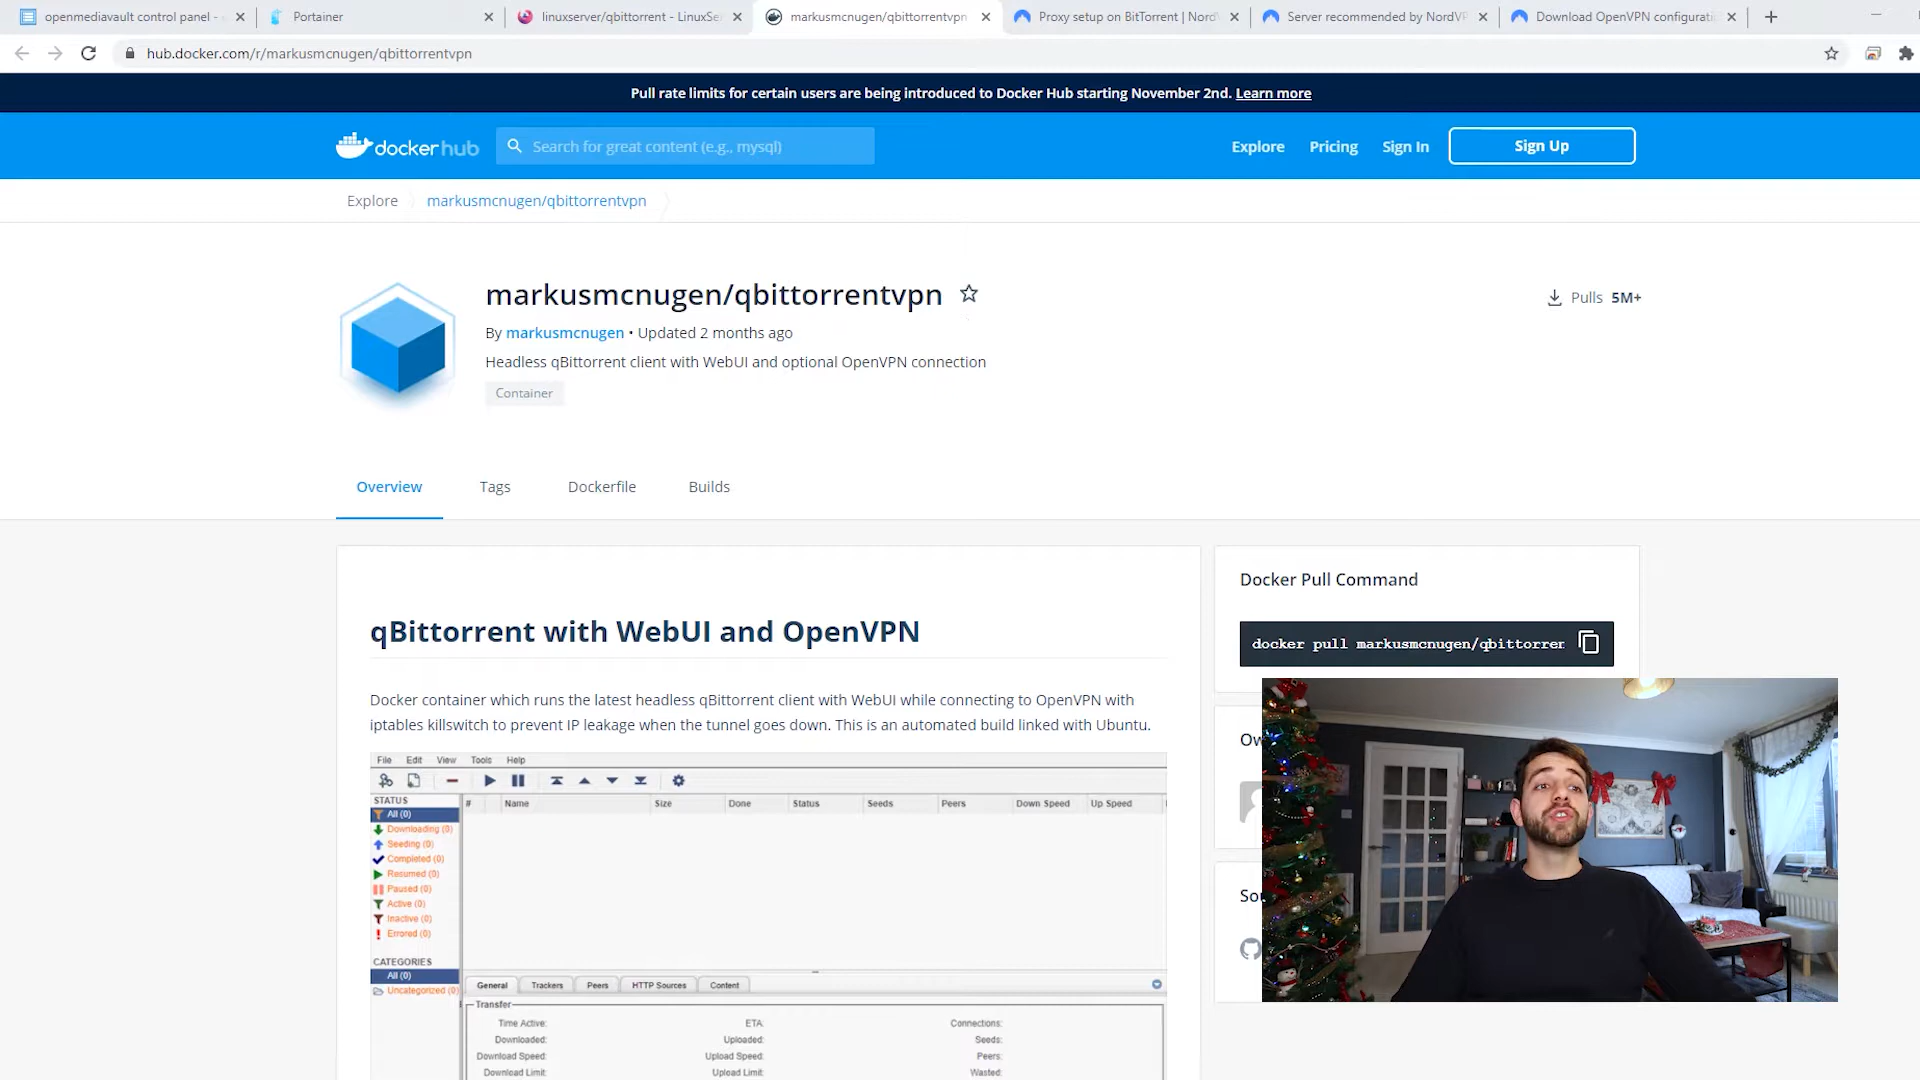 openmediavault control panel -
Portainer
linuxserver/qbittorrent - LinuxSe
markusmcnugen/qbittorrentvpn
Proxy setup on BitTorrent | Nord
Server recommended by NordVP
Download OpenVPN configurati
hub.docker.com/r/markusmcnugen/qbittorrentvpn
Pull rate limits for certain users are being introduced to Docker Hub starting November 2nd. Learn more
dockerhub
Search for great content (e.g., mysql)
Explore
Pricing
Sign In
Sign Up
Explore
markusmcnugen/qbittorrentvpn
markusmcnugen/qbittorrentvpn
Pulls 5M+
By markusmcnugen • Updated 2 months ago
Headless qBittorrent client with WebUI and optional OpenVPN connection
Container
Overview
Tags
Dockerfile
Builds
qBittorrent with WebUI and OpenVPN
Docker container which runs the latest headless qBittorrent client with WebUI while connecting to OpenVPN with
iptables killswitch to prevent IP leakage when the tunnel goes down. This is an automated build linked with Ubuntu.
File Edit View Tools Help
STATUS
All (0)
Downloading (0)
Seeding (0)
Completed (0)
Resumed (0)
Paused (0)
Active (0)
Inactive (0)
Errored (0)
CATEGORIES
All (0)
Uncategorized (0)
# Name Size Done Status Seeds Peers Down Speed Up Speed
General Trackers Peers HTTP Sources Content
Transfer
Time Active: ETA: Connections:
Downloaded: Uploaded: Seeds:
Download Speed: Upload Speed: Peers:
Download Limit: Upload Limit: Wasted:
Docker Pull Command
docker pull markusmcnugen/qbittorren
Ow
So